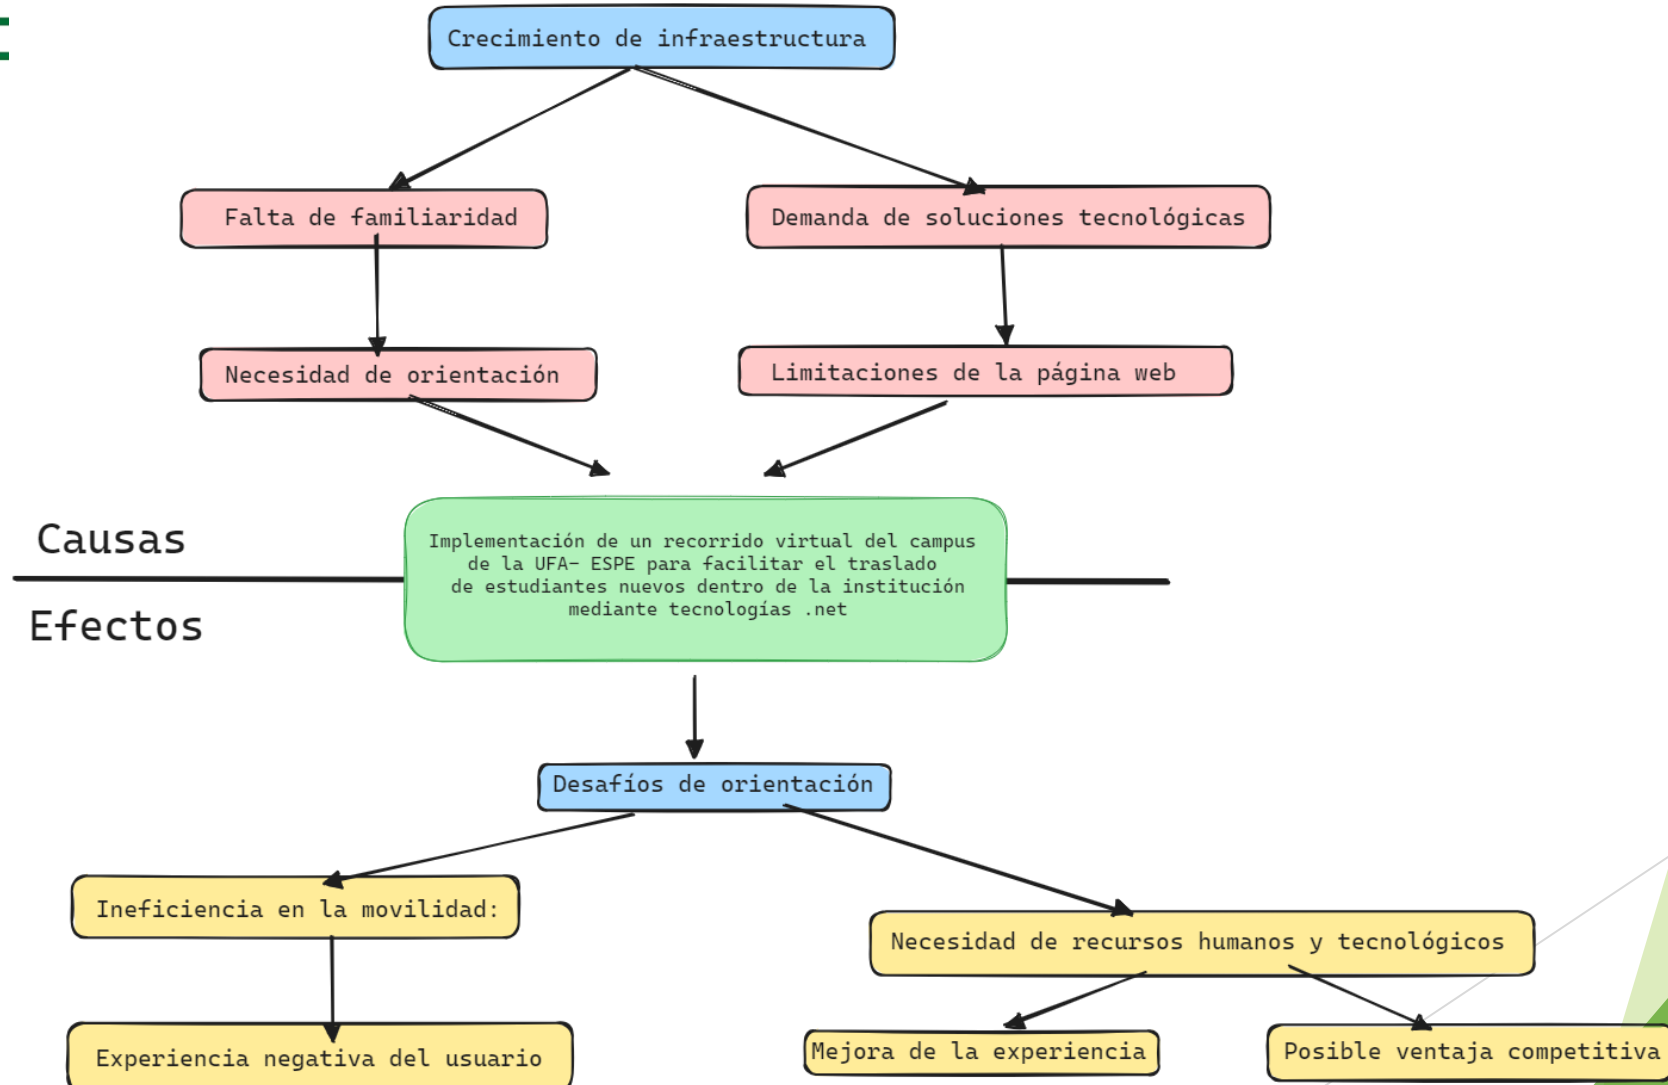 Crecimiento de infraestructura
Falta de familiaridad
Demanda de soluciones tecnológicas
Necesidad de orientación
Limitaciones de la página web
Causas
Implementación de un recorrido virtual del campus
de la UFA- ESPE para facilitar el traslado
de estudiantes nuevos dentro de la institución
mediante tecnologías .net
Efectos
Desafíos de orientación
Ineficiencia en la movilidad:
Necesidad de recursos humanos y tecnológicos
Experiencia negativa del usuario
Mejora de la experiencia
Posible ventaja competitiva